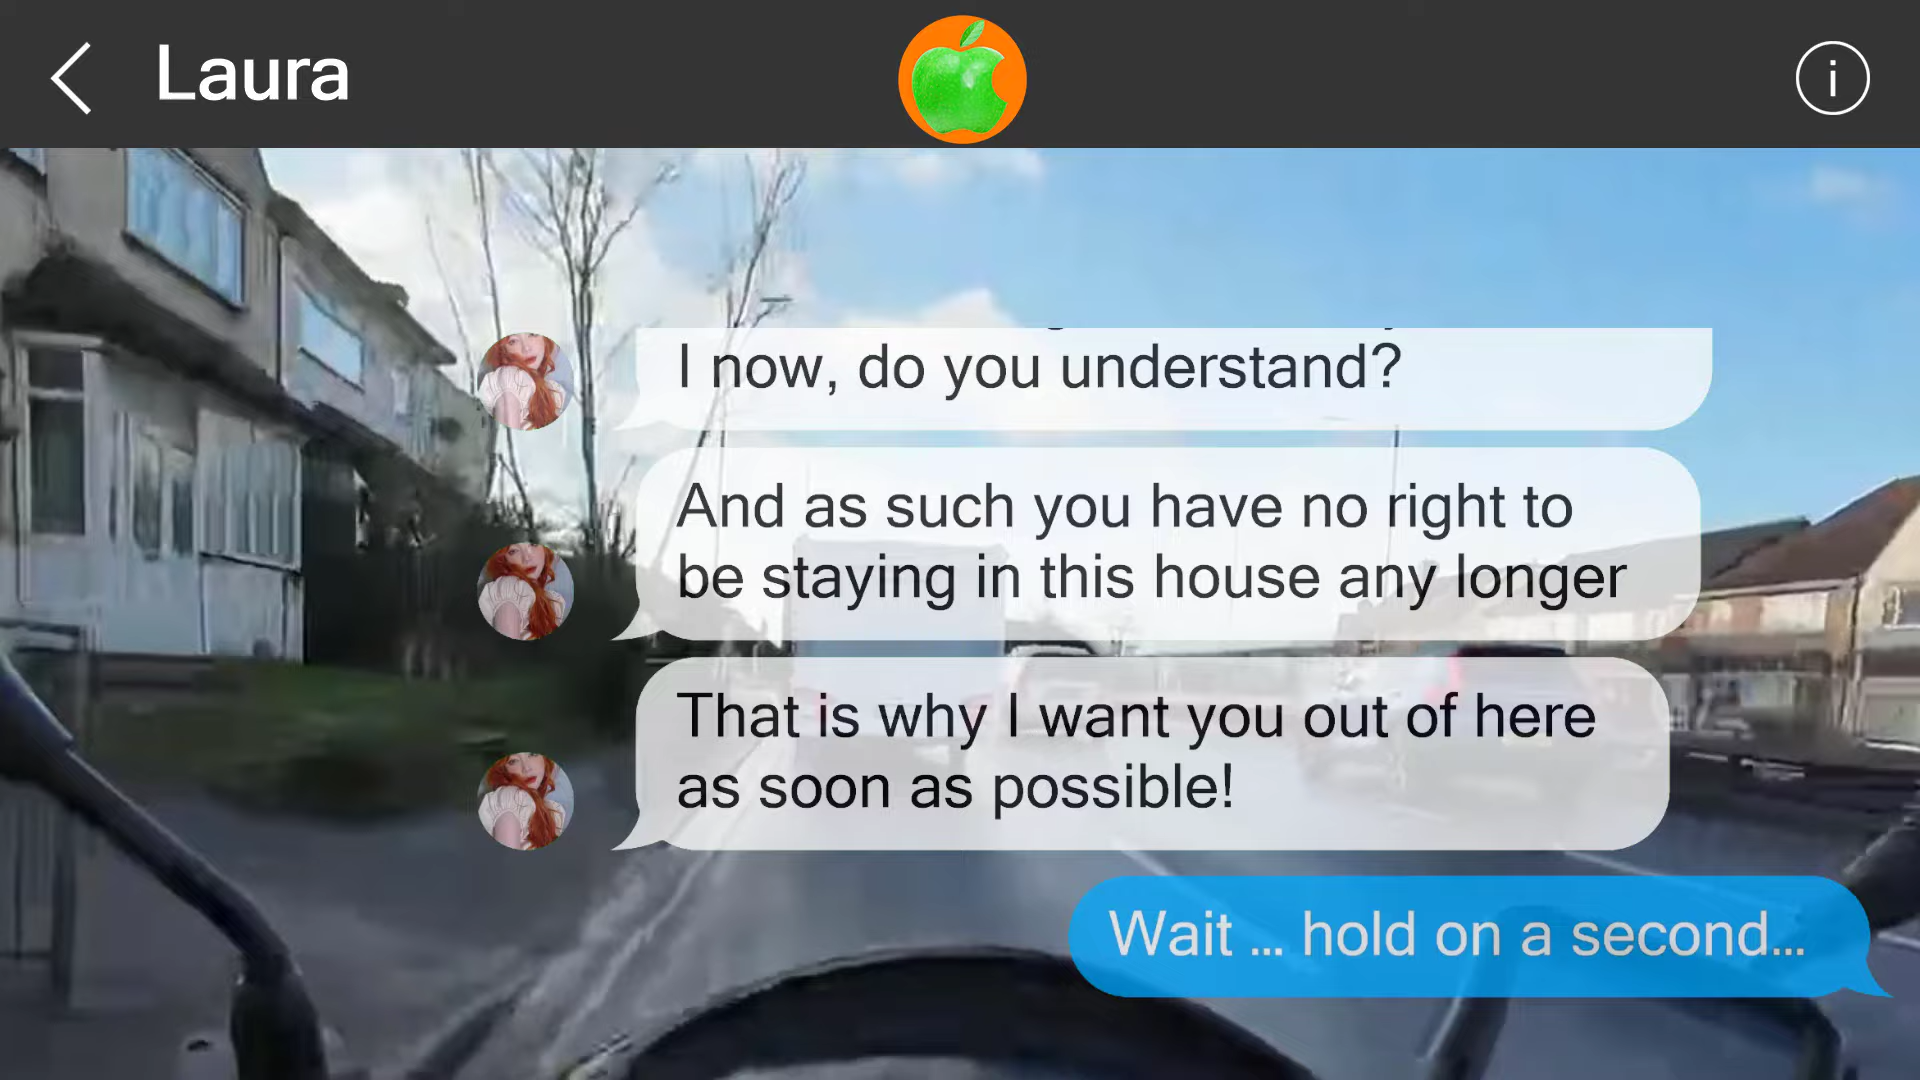 Laura
i
I now, do you understand?
And as such you have no right to
be staying in this house any longer
That is why I want you out of here
as soon as possible!
Wait ... hold on a second...